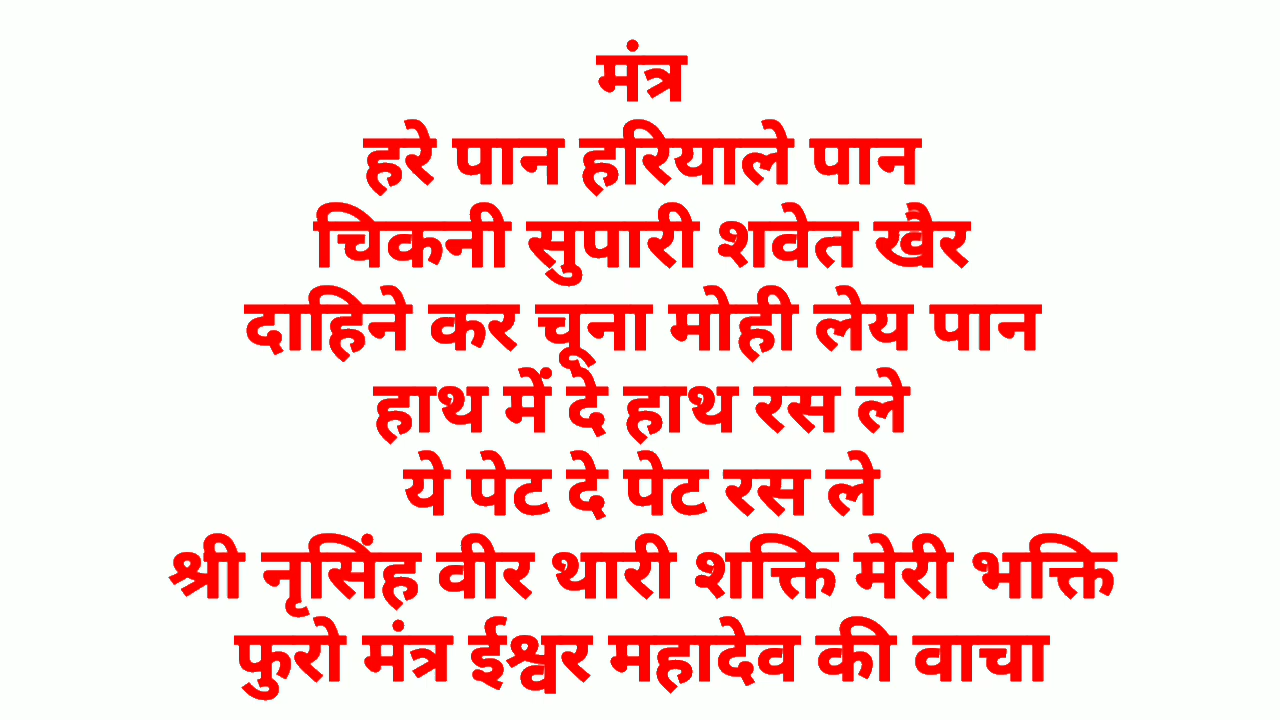 मंत्र
हरे पान हरियाले पान
चिकनी सुपारी शवेत खैर
दाहिने कर चूना मोही लेय पान
हाथ में दे हाथ रस ले
ये पेट दे पेट रस ले
श्री नृसिंह वीर थारी शक्ति मेरी भक्ति
फुरो मंत्र ईश्वर महादेव की वाचा